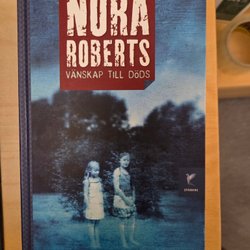 NORA
ROBERTS
VÄNSKAP TILL DÖDS